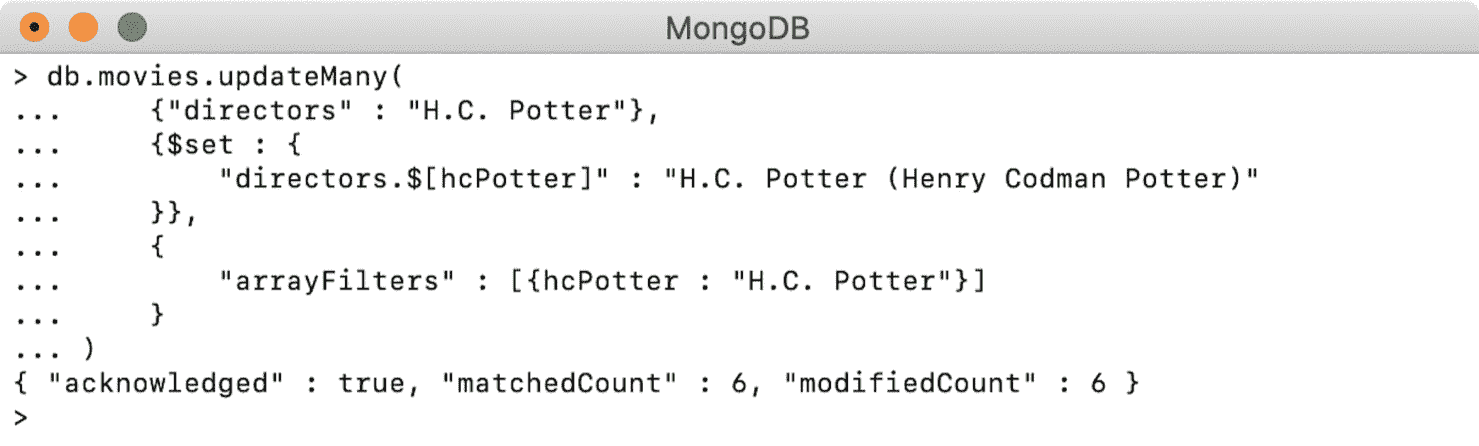 MongoDB
> db.movies.updateMany(
...     {"directors" : "H.C. Potter"},
...     {$set : {
...         "directors.$[hcPotter]" : "H.C. Potter (Henry Codman Potter)"
...     }},
...     {
...         "arrayFilters" : [{hcPotter : "H.C. Potter"}]
...     }
... )
{ "acknowledged" : true, "matchedCount" : 6, "modifiedCount" : 6 }
>